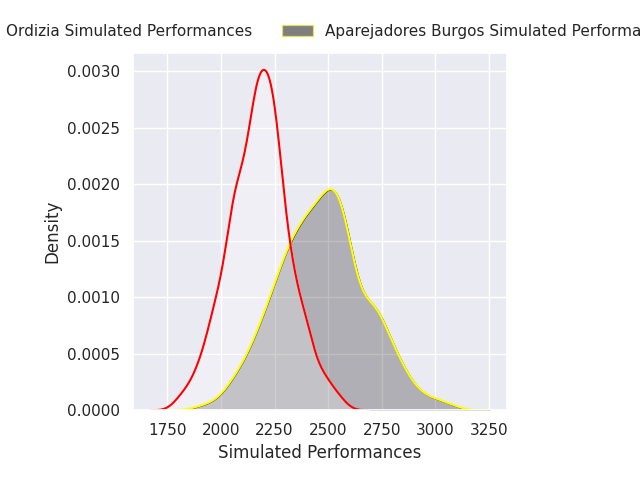 Ordizia Simulated Performances
Aparejadores Burgos Simulated Performa
0.0030
0.0025
0.0020
0.0015
0.0010
0.0005
0.0000
Density
1750 2000 2250 2500 2750 3000 3250
Simulated Performances